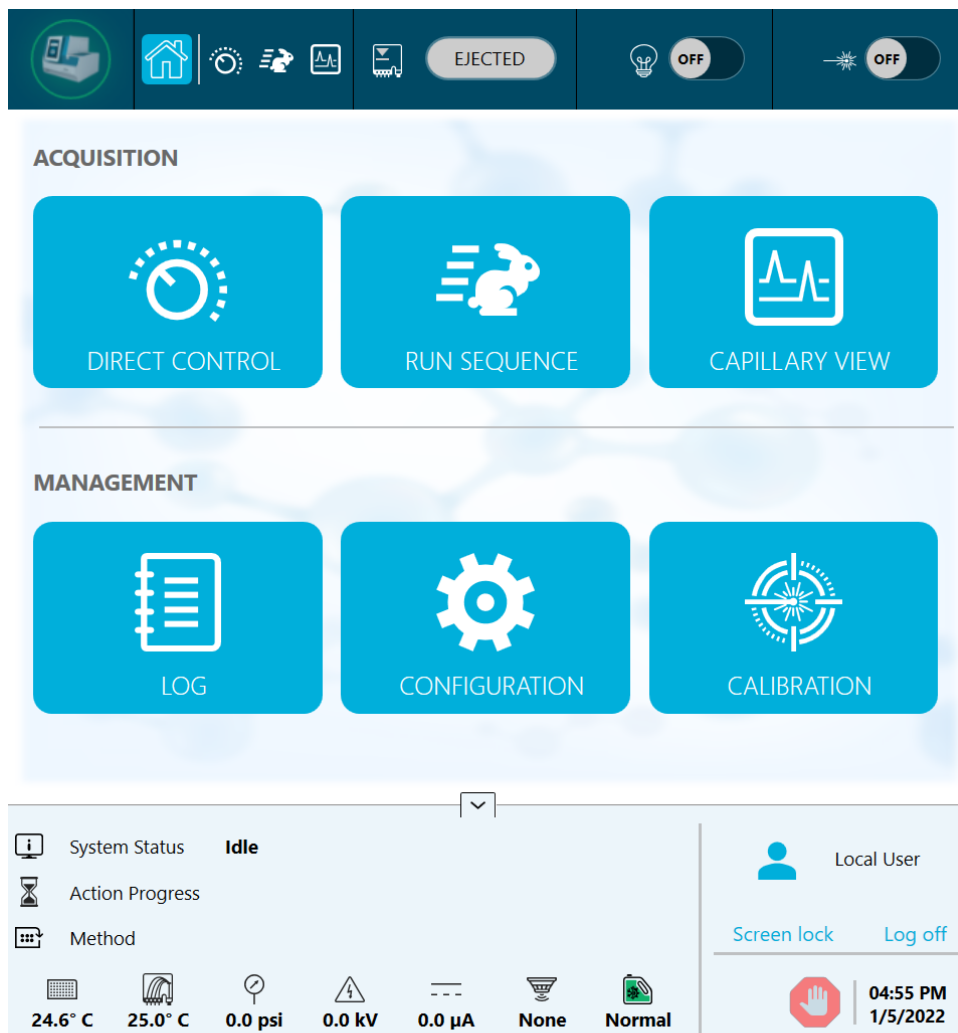 EJECTED
OFF
OFF
ACQUISITION
DIRECT CONTROL
RUN SEQUENCE
CAPILLARY VIEW
MANAGEMENT
LOG
CONFIGURATION
CALIBRATION
System Status Idle
Action Progress
Method
Local User
Screen lock Log off
24.6° C 25.0° C 0.0 psi 0.0 kV 0.0 µA None Normal
04:55 PM
1/5/2022